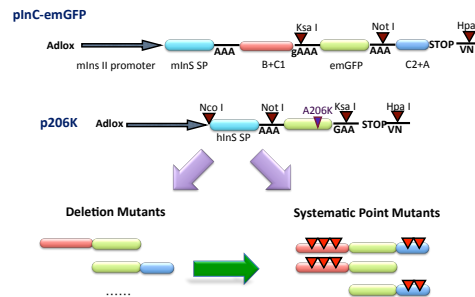 pInC-emGFP
Ksa I Not I Hpa I
Adlox AAA gAAA AAA STOP VN
mIns II promoter mInS SP B+C1 emGFP C2+A
Nco I Not I A206K Ksa I Hpa I
p206K Adlox AAA GAA STOP VN
hInS SP
Deletion Mutants Systematic Point Mutants
......